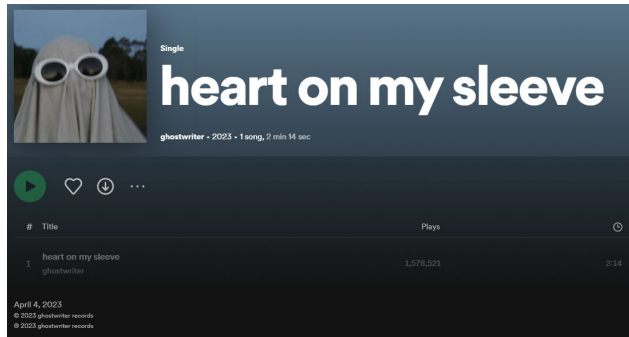 Single
heart on my sleeve
ghostwriter • 2023 • 1 song, 2 min 14 sec
# Title Plays
1 heart on my sleeve 1,578,521 2:14
ghostwriter
April 4, 2023
© 2023 ghostwriter records
℗ 2023 ghostwriter records